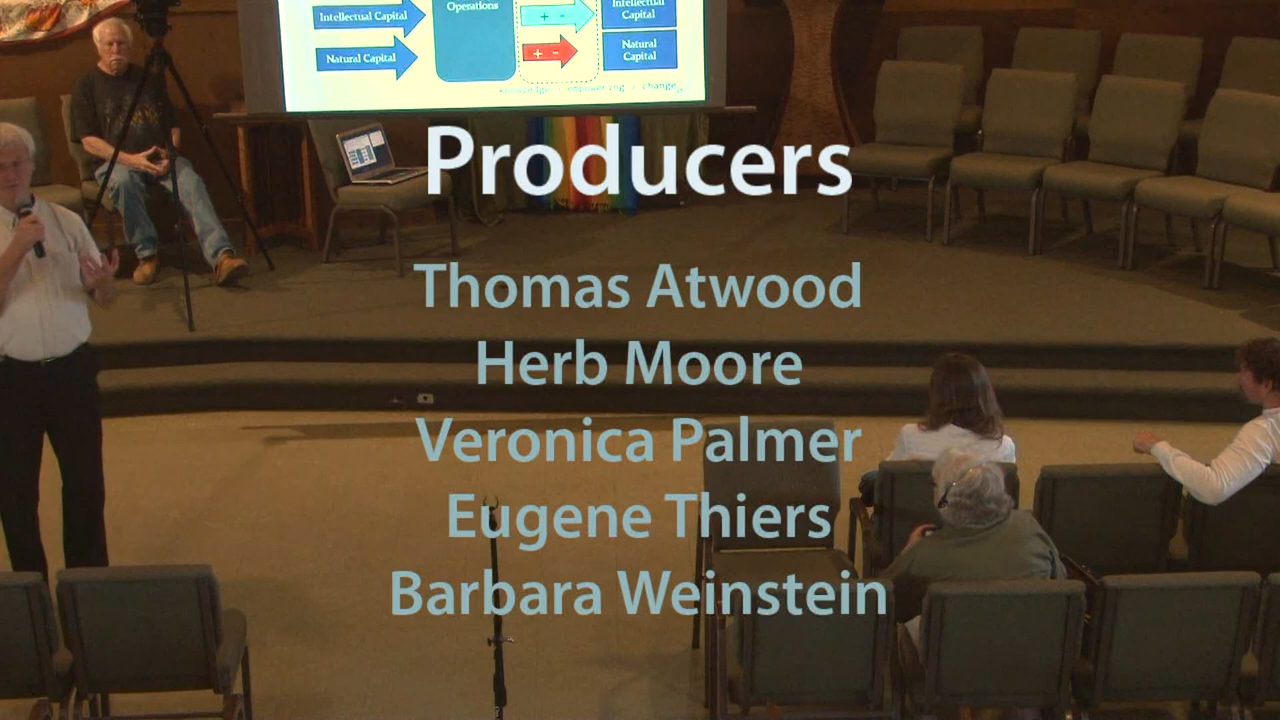 Intellectual Capital
Operations
+ -
Intellectual
Capital
Natural Capital
+ -
Natural
Capital
change
Producers
Thomas Atwood
Herb Moore
Veronica Palmer
Eugene Thiers
Barbara Weinstein